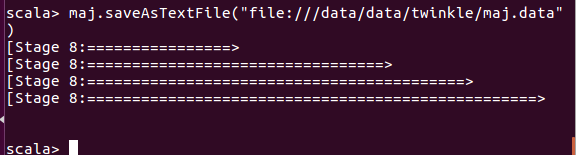 scala> maj.saveAsTextFile("file:///data/data/twinkle/maj.data"
)
[Stage 8:================>
[Stage 8:=================================>
[Stage 8:===========================================>
[Stage 8:===================================================>
scala>